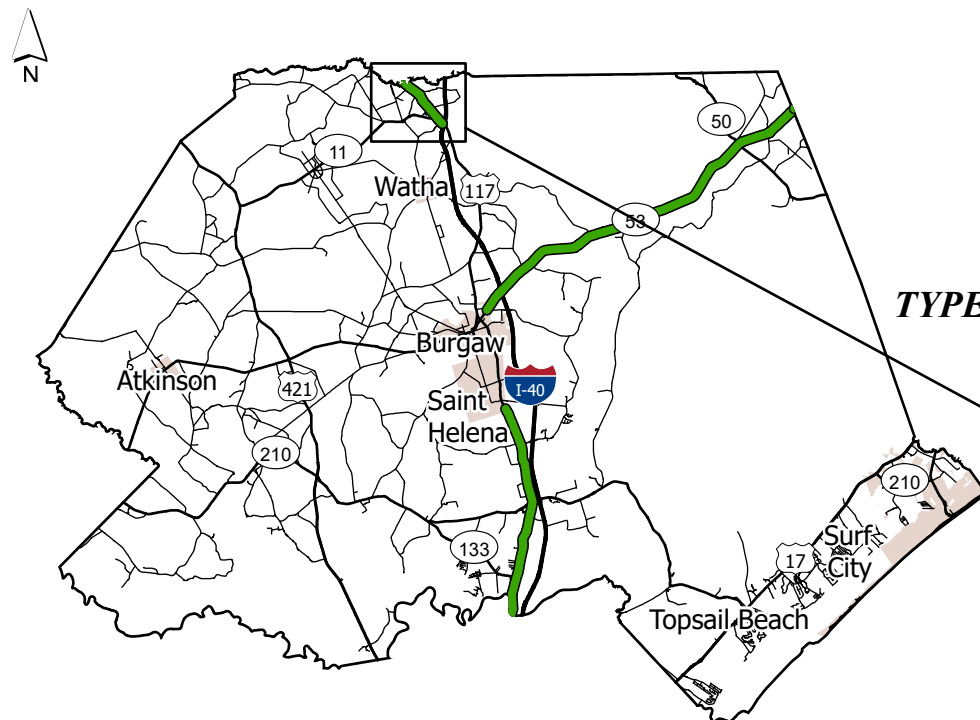 N
50
11
Watha
117
53
TYPE
Burgaw
Atkinson
421
I-40
Saint
Helena
210
210
133
Surf
City
17
Topsail Beach